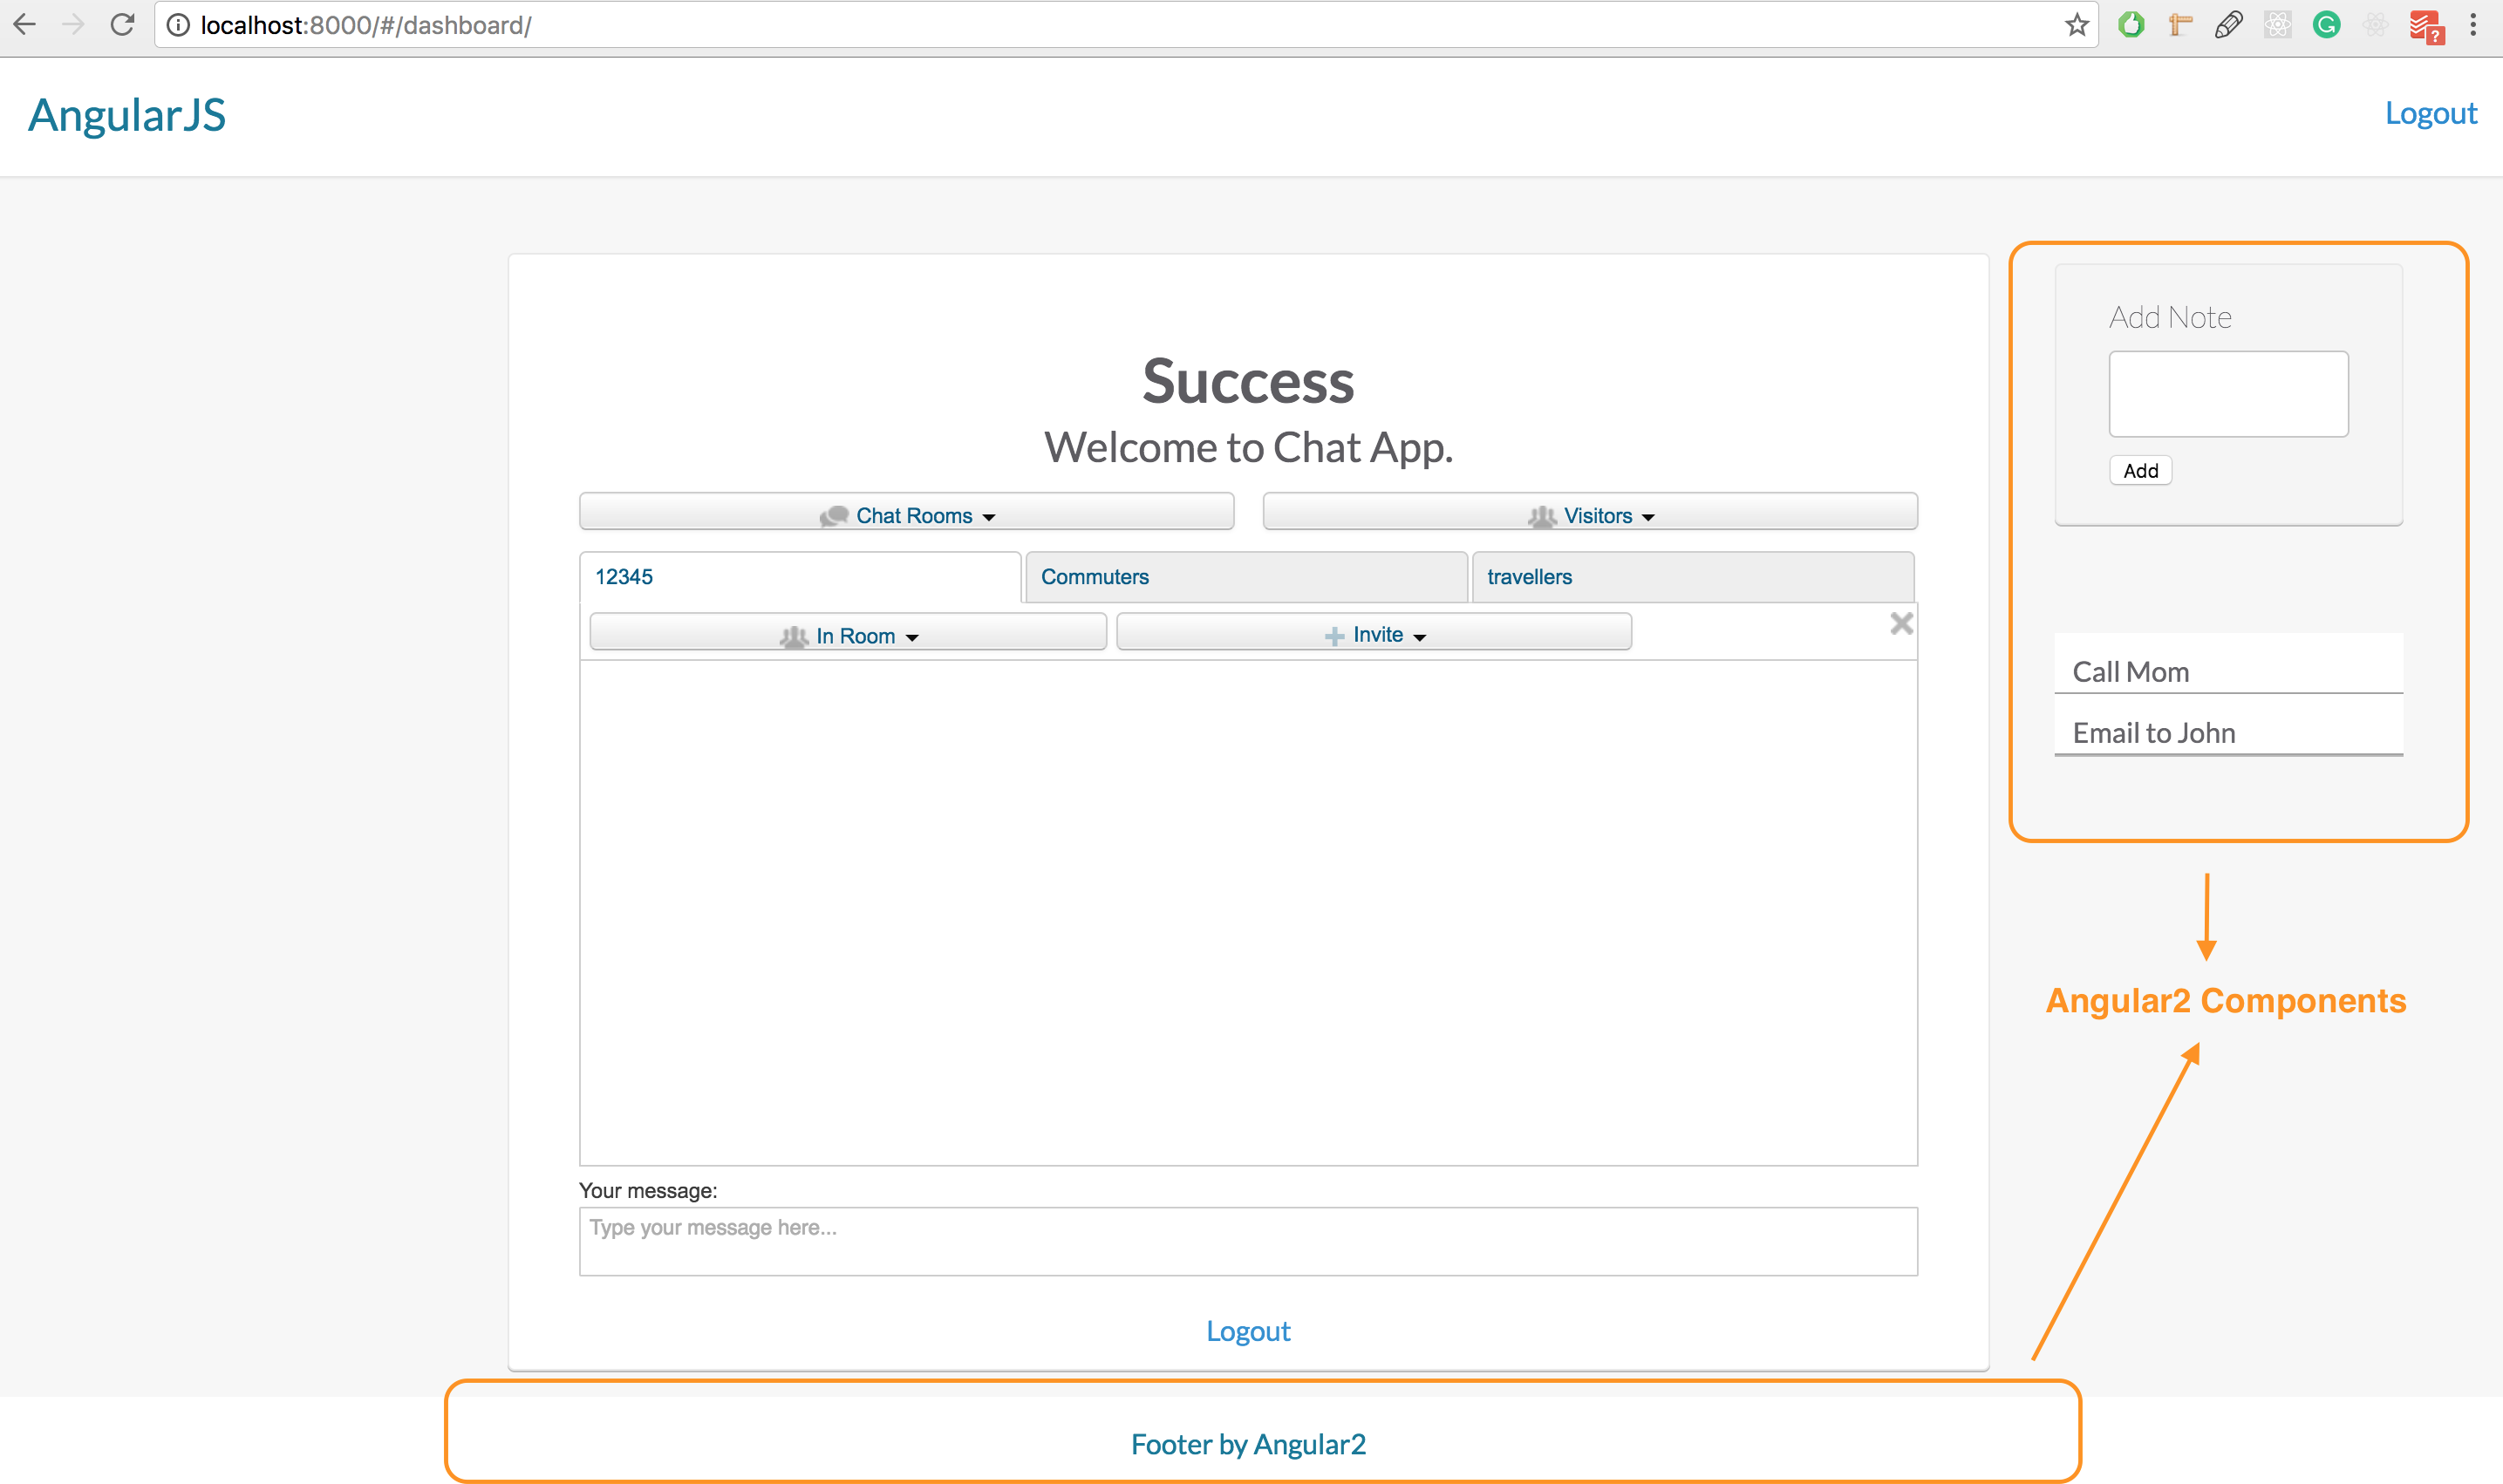 localhost:8000/#/dashboard/
AngularJS
Logout
Success
Welcome to Chat App.
Chat Rooms
Visitors
12345
Commuters
travellers
In Room
Invite
Your message:
Type your message here...
Logout
Add Note
Add
Call Mom
Email to John
Angular2 Components
Footer by Angular2